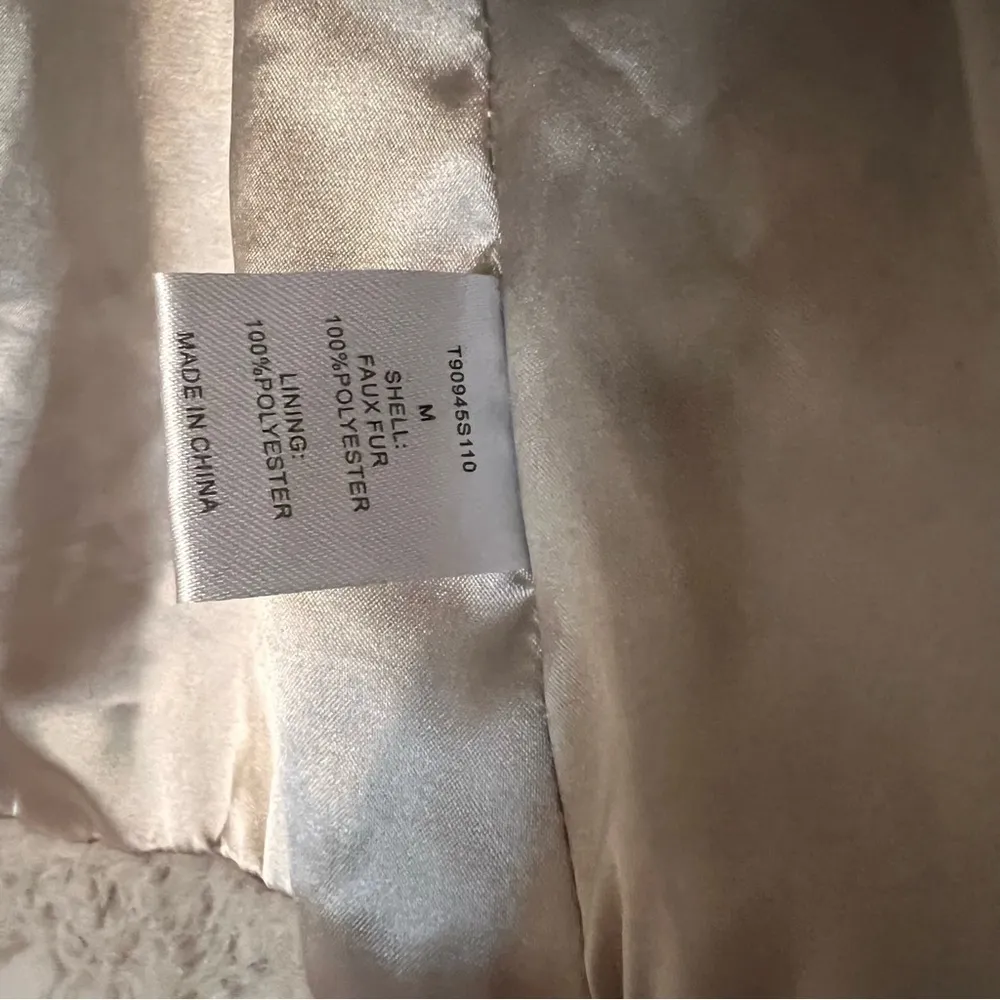 T90945S110
M
SHELL:
FAUX FUR
100%POLYESTER
LINING:
100%POLYESTER
MADE IN CHINA